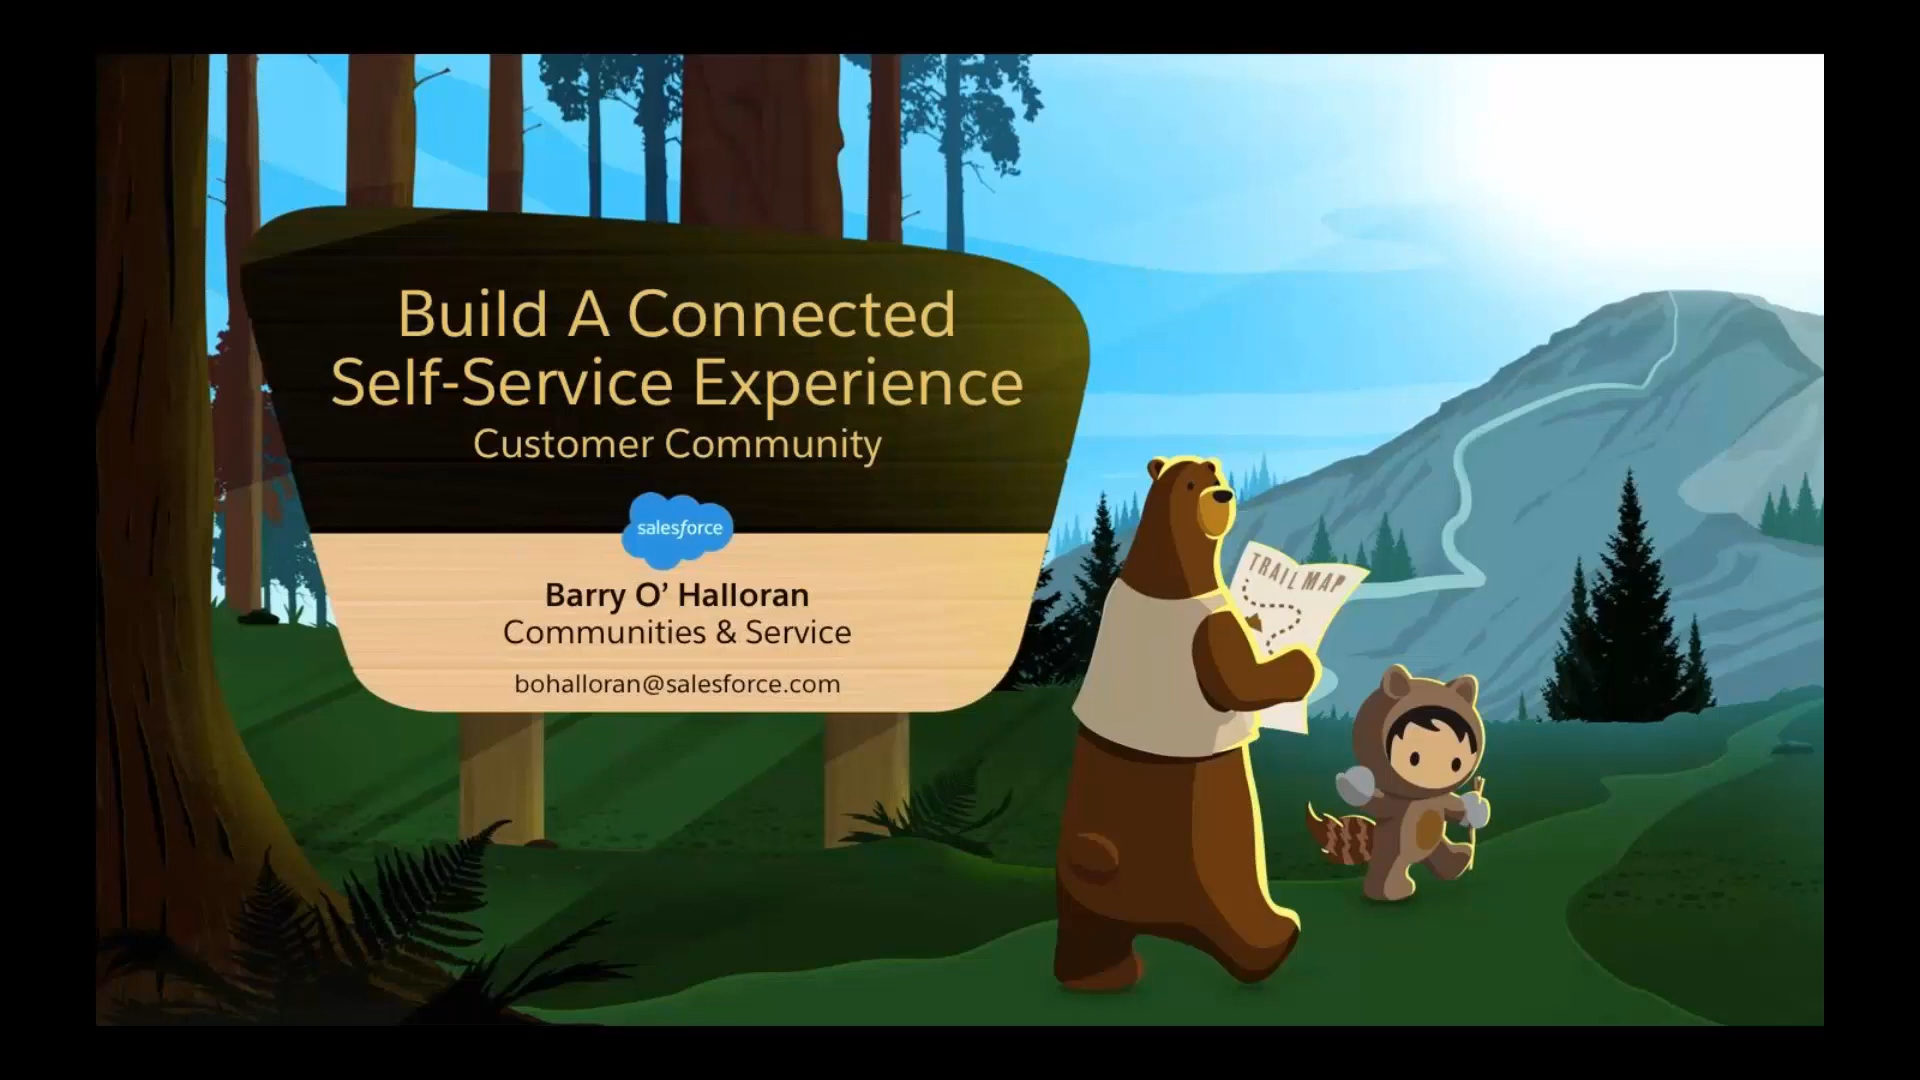 Build A Connected
Self-Service Experience
Customer Community
salesforce
Barry O’ Halloran
Communities & Service
bohalloran@salesforce.com
TRAIL MAP